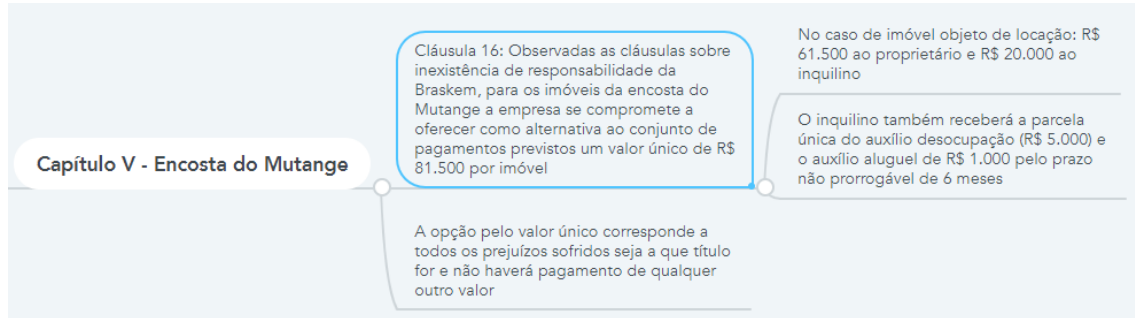 Capítulo V - Encosta do Mutange
Cláusula 16: Observadas as cláusulas sobre
inexistência de responsabilidade da
Braskem, para os imóveis da encosta do
Mutange a empresa se compromete a
oferecer como alternativa ao conjunto de
pagamentos previstos um valor único de R$
81.500 por imóvel
No caso de imóvel objeto de locação: R$
61.500 ao proprietário e R$ 20.000 ao
inquilino
O inquilino também receberá a parcela
única do auxílio desocupação (R$ 5.000) e
o auxílio aluguel de R$ 1.000 pelo prazo
não prorrogável de 6 meses
A opção pelo valor único corresponde a
todos os prejuízos sofridos seja a que título
for e não haverá pagamento de qualquer
outro valor